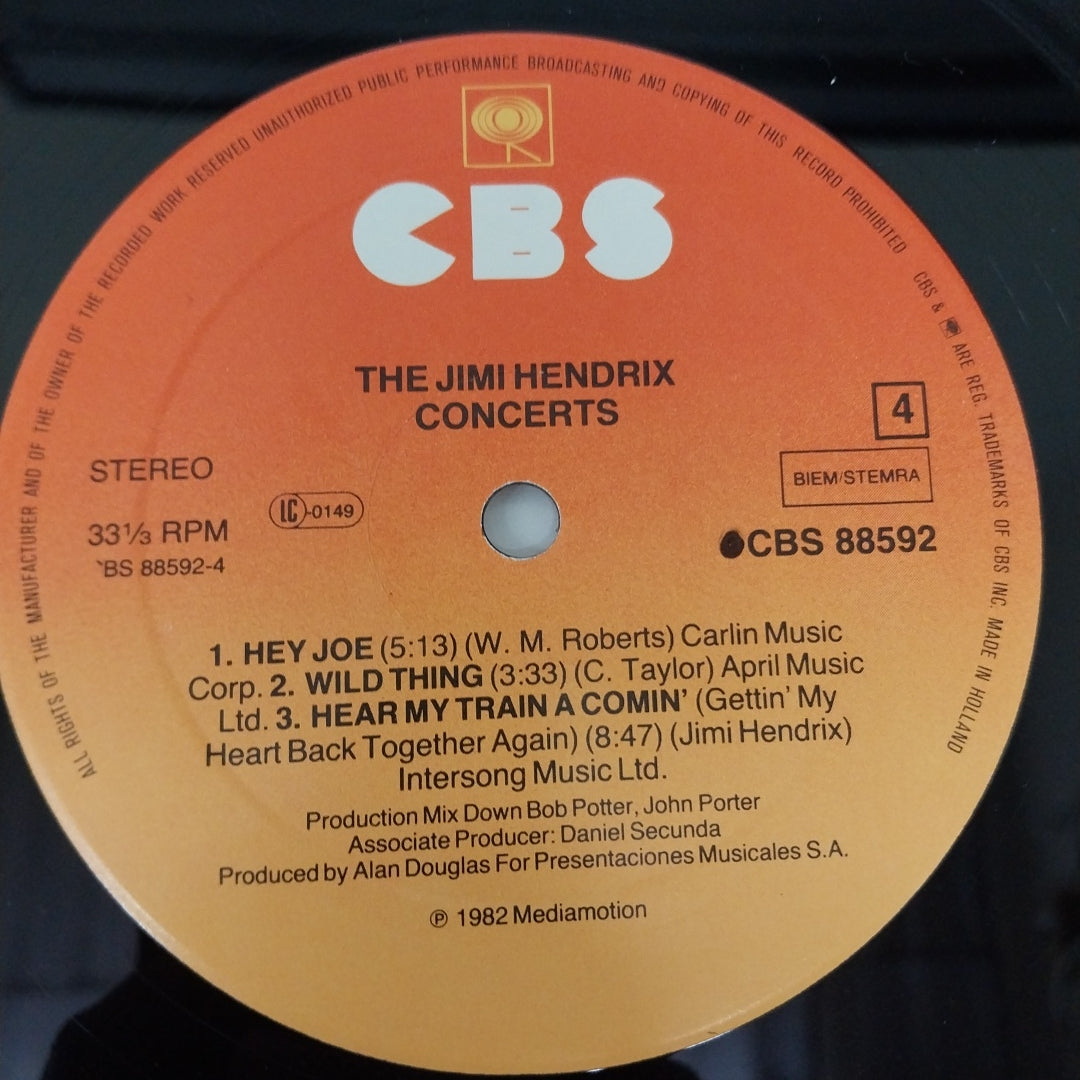 ALL RIGHTS OF THE MANUFACTURER AND OF THE OWNER OF THE RECORDED WORK RESERVED UNAUTHORIZED PUBLIC PERFORMANCE BROADCASTING AND COPYING OF THIS RECORD PROHIBITED CBS & ARE REG. TRADEMARKS OF CBS INC. MADE IN HOLLAND
CBS
THE JIMI HENDRIX
CONCERTS
4
STEREO
BIEM/STEMRA
LC-0149
33⅓ RPM
CBS 88592
BS 88592-4
1. HEY JOE (5:13) (W. M. Roberts) Carlin Music
Corp. 2. WILD THING (3:33) (C. Taylor) April Music
Ltd. 3. HEAR MY TRAIN A COMIN' (Gettin' My
Heart Back Together Again) (8:47) (Jimi Hendrix)
Intersong Music Ltd.
Production Mix Down Bob Potter, John Porter
Associate Producer: Daniel Secunda
Produced by Alan Douglas For Presentaciones Musicales S.A.
℗ 1982 Mediamotion